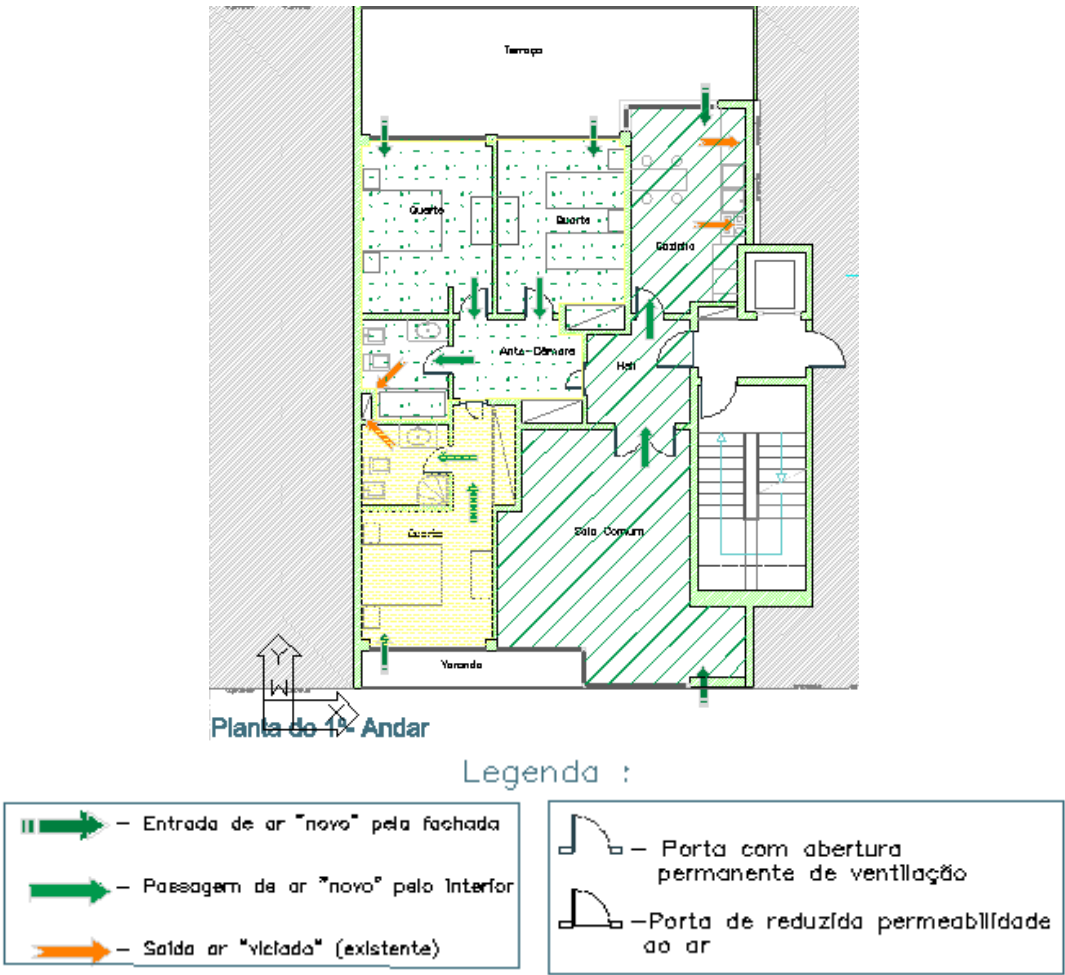 Terraço
Quarto
Quarto
Cozinha
Ante-Câmara
Hall
Quarto
Sala Comum
Varanda
Y
W
X
Planta do 1º Andar
Legenda :
– Entrada de ar "novo" pela fachada
– Passagem de ar "novo" pelo interior
– Saída ar "viciado" (existente)
– Porta com abertura
permanente de ventilação
–Porta de reduzida permeabilidade
ao ar